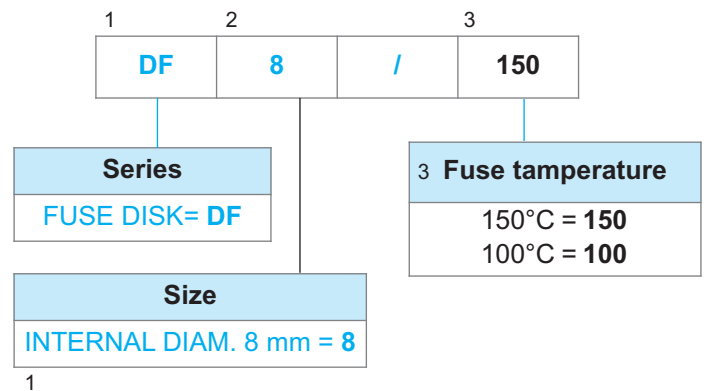 1 2 3
DF 8 / 150
Series
FUSE DISK= DF
3 Fuse tamperature
150°C = 150
100°C = 100
Size
INTERNAL DIAM. 8 mm = 8
1